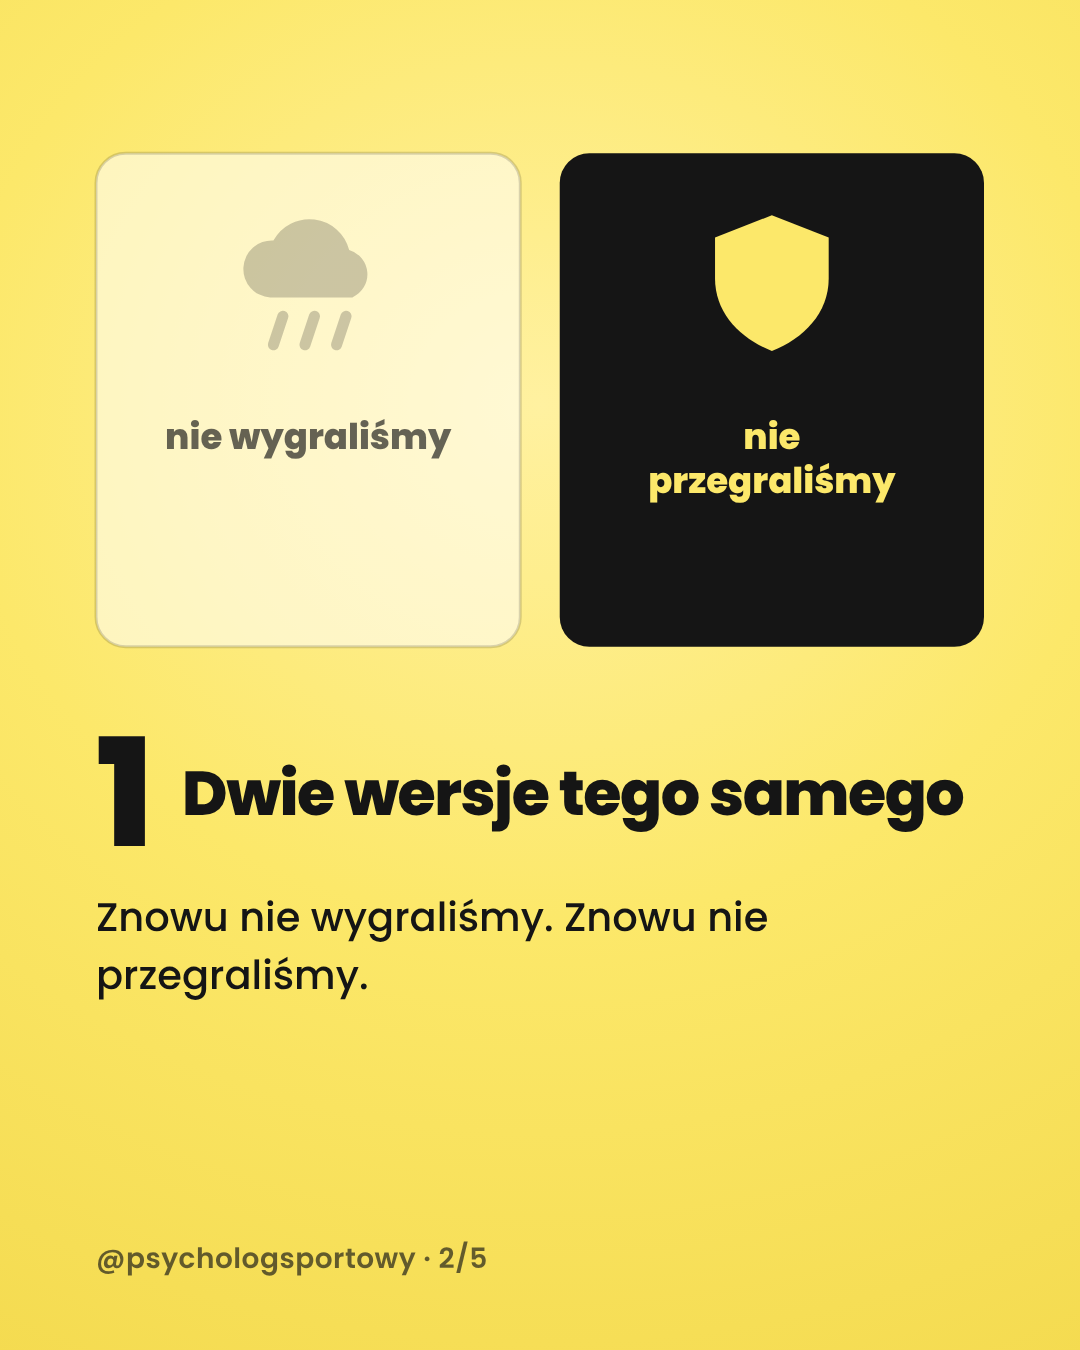 nie wygraliśmy
nie
przegraliśmy
1 Dwie wersje tego samego
Znowu nie wygraliśmy. Znowu nie
przegraliśmy.
@psychologsportowy · 2/5